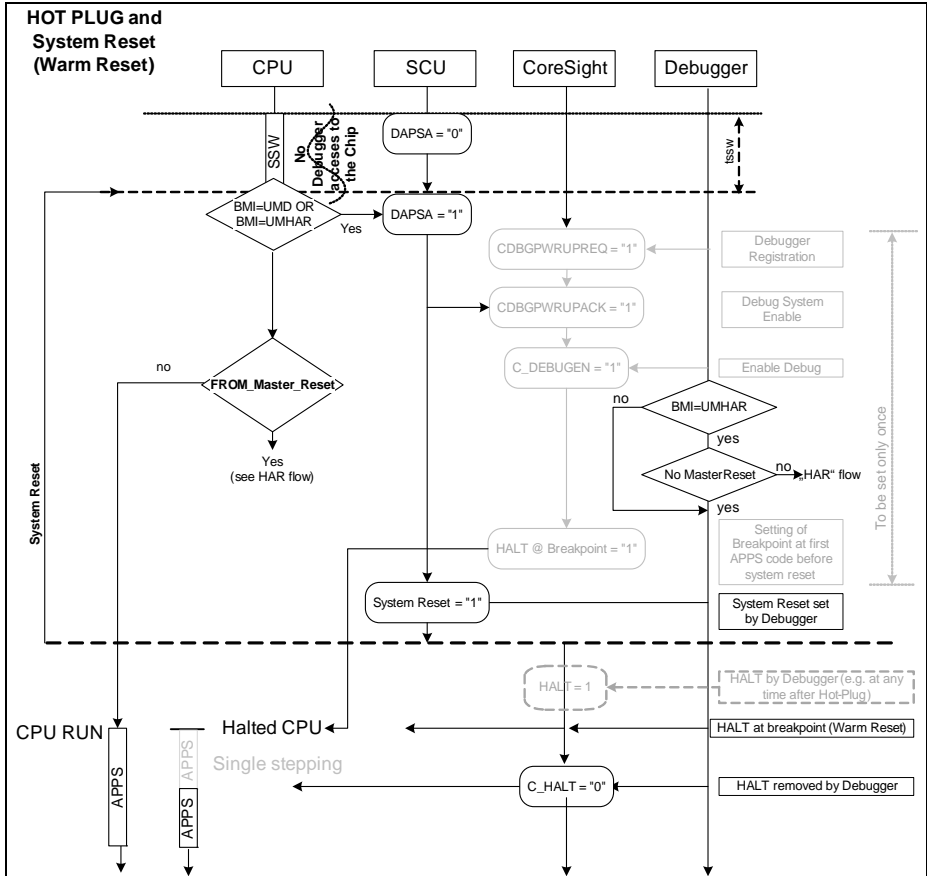 HOT PLUG and
System Reset
(Warm Reset)
CPU
SCU
CoreSight
Debugger
SSW
No
Debugger
acceses to
the Chip
DAPSA = "0"
tssw
BMI=UMD OR
BMI=UMHAR
Yes
DAPSA = "1"
CDBGPWRUPREQ = "1"
Debugger
Registration
CDBGPWRUPACK = "1"
Debug System
Enable
C_DEBUGEN = "1"
Enable Debug
no
FROM_Master_Reset
Yes
(see HAR flow)
no
BMI=UMHAR
yes
No MasterReset
no
„HAR“ flow
yes
To be set only once
System Reset
HALT @ Breakpoint = "1"
Setting of
Breakpoint at first
APPS code before
system reset
System Reset = "1"
System Reset set
by Debugger
HALT = 1
HALT by Debugger (e.g. at any
time after Hot-Plug)
CPU RUN
Halted CPU
HALT at breakpoint (Warm Reset)
Single stepping
C_HALT = "0"
HALT removed by Debugger
APPS
APPS
APPS